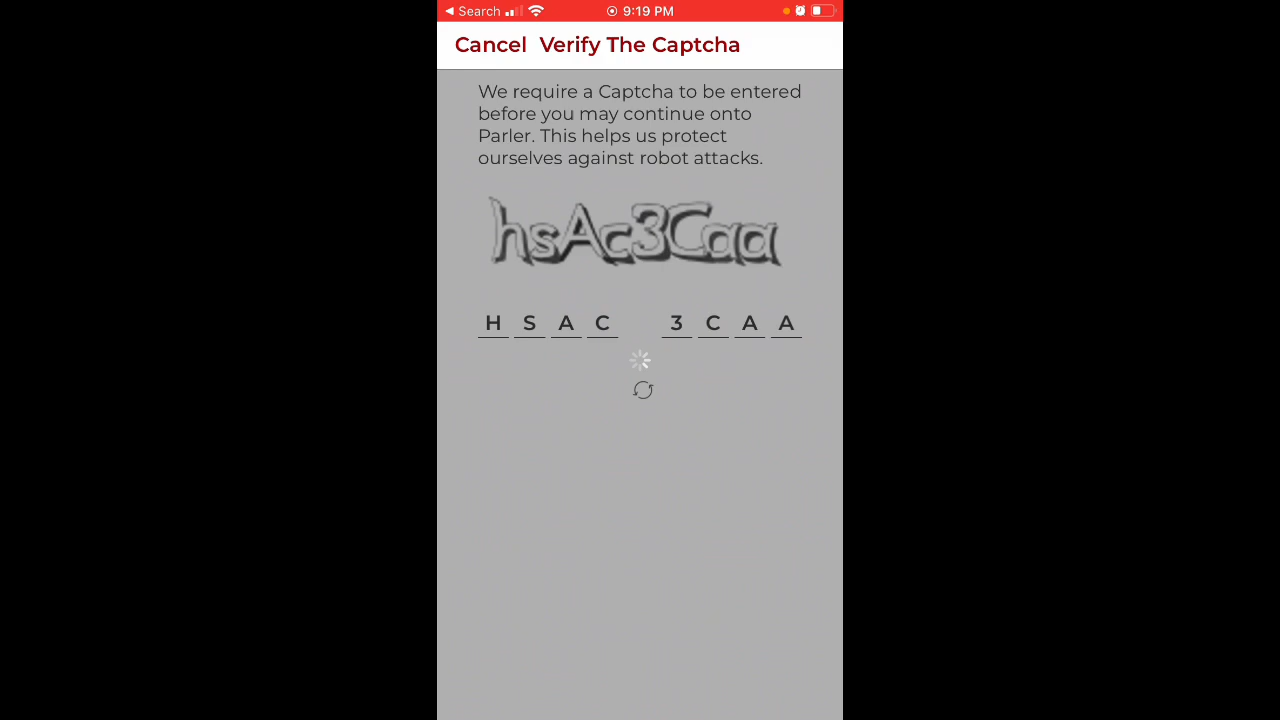 Search 9:19 PM
Cancel Verify The Captcha
We require a Captcha to be entered
before you may continue onto
Parler. This helps us protect
ourselves against robot attacks.
hsAc3Caa
H S A C 3 C A A